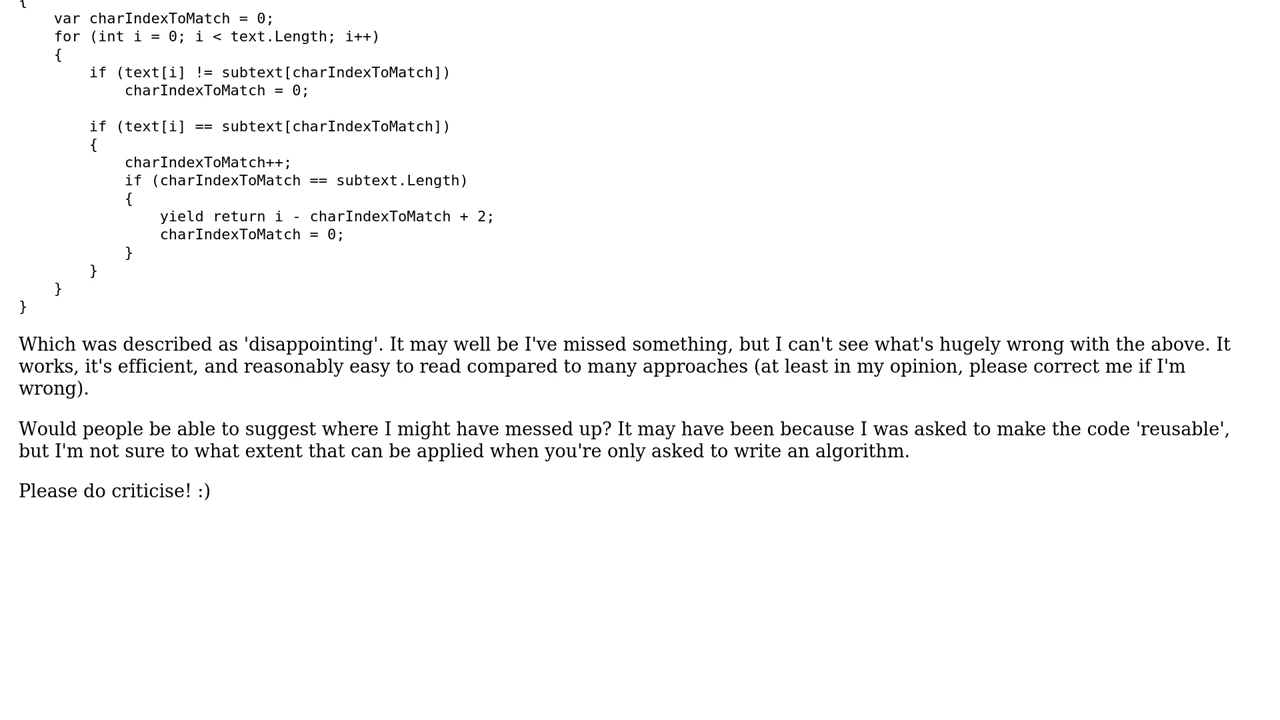 {
    var charIndexToMatch = 0;
    for (int i = 0; i < text.Length; i++)
    {
        if (text[i] != subtext[charIndexToMatch])
            charIndexToMatch = 0;

        if (text[i] == subtext[charIndexToMatch])
        {
            charIndexToMatch++;
            if (charIndexToMatch == subtext.Length)
            {
                yield return i - charIndexToMatch + 2;
                charIndexToMatch = 0;
            }
        }
    }
}
Which was described as 'disappointing'. It may well be I've missed something, but I can't see what's hugely wrong with the above. It
works, it's efficient, and reasonably easy to read compared to many approaches (at least in my opinion, please correct me if I'm
wrong).
Would people be able to suggest where I might have messed up? It may have been because I was asked to make the code 'reusable',
but I'm not sure to what extent that can be applied when you're only asked to write an algorithm.
Please do criticise! :)